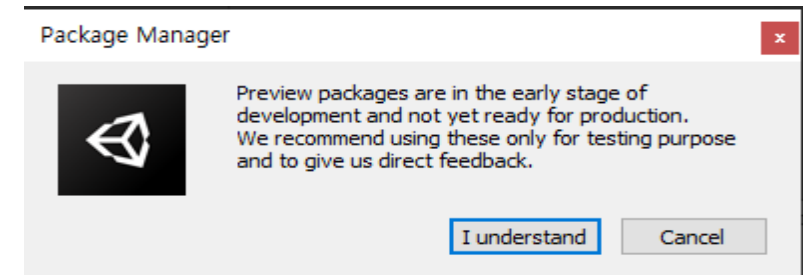 Package Manager
Preview packages are in the early stage of
development and not yet ready for production.
We recommend using these only for testing purpose
and to give us direct feedback.
I understand
Cancel